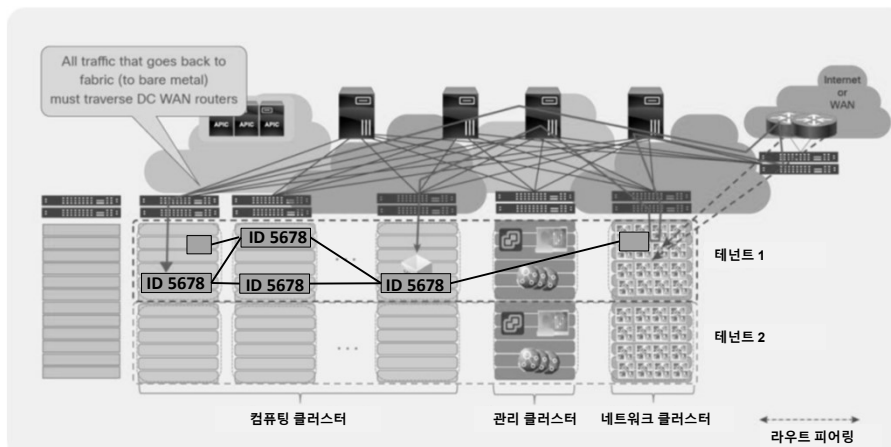 All traffic that goes back to
fabric (to bare metal)
must traverse DC WAN routers
APIC APIC APIC
Internet
or
WAN
ID 5678
ID 5678 ID 5678 ID 5678
...
테넌트 1
...
테넌트 2
컴퓨팅 클러스터 관리 클러스터 네트워크 클러스터
라우트 피어링